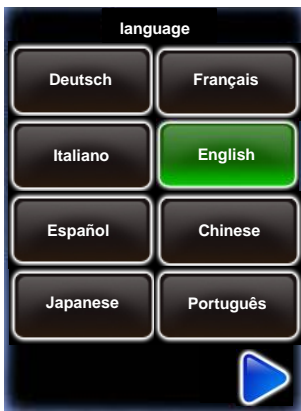 language
Deutsch
Français
Italiano
English
Español
Chinese
Japanese
Português